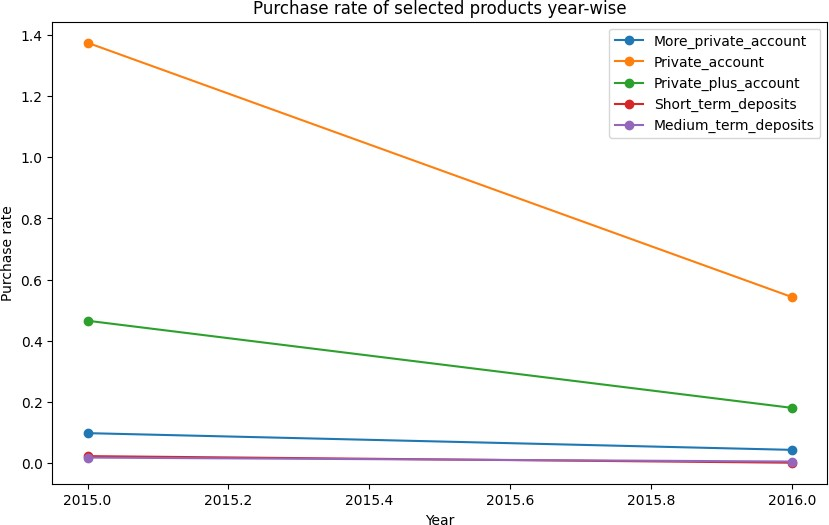 Purchase rate of selected products year-wise
1.4
1.2
1.0
0.8
0.6
0.4
0.2
0.0
Purchase rate
More_private_account
Private_account
Private_plus_account
Short_term_deposits
Medium_term_deposits
2015.0 2015.2 2015.4 2015.6 2015.8 2016.0
Year